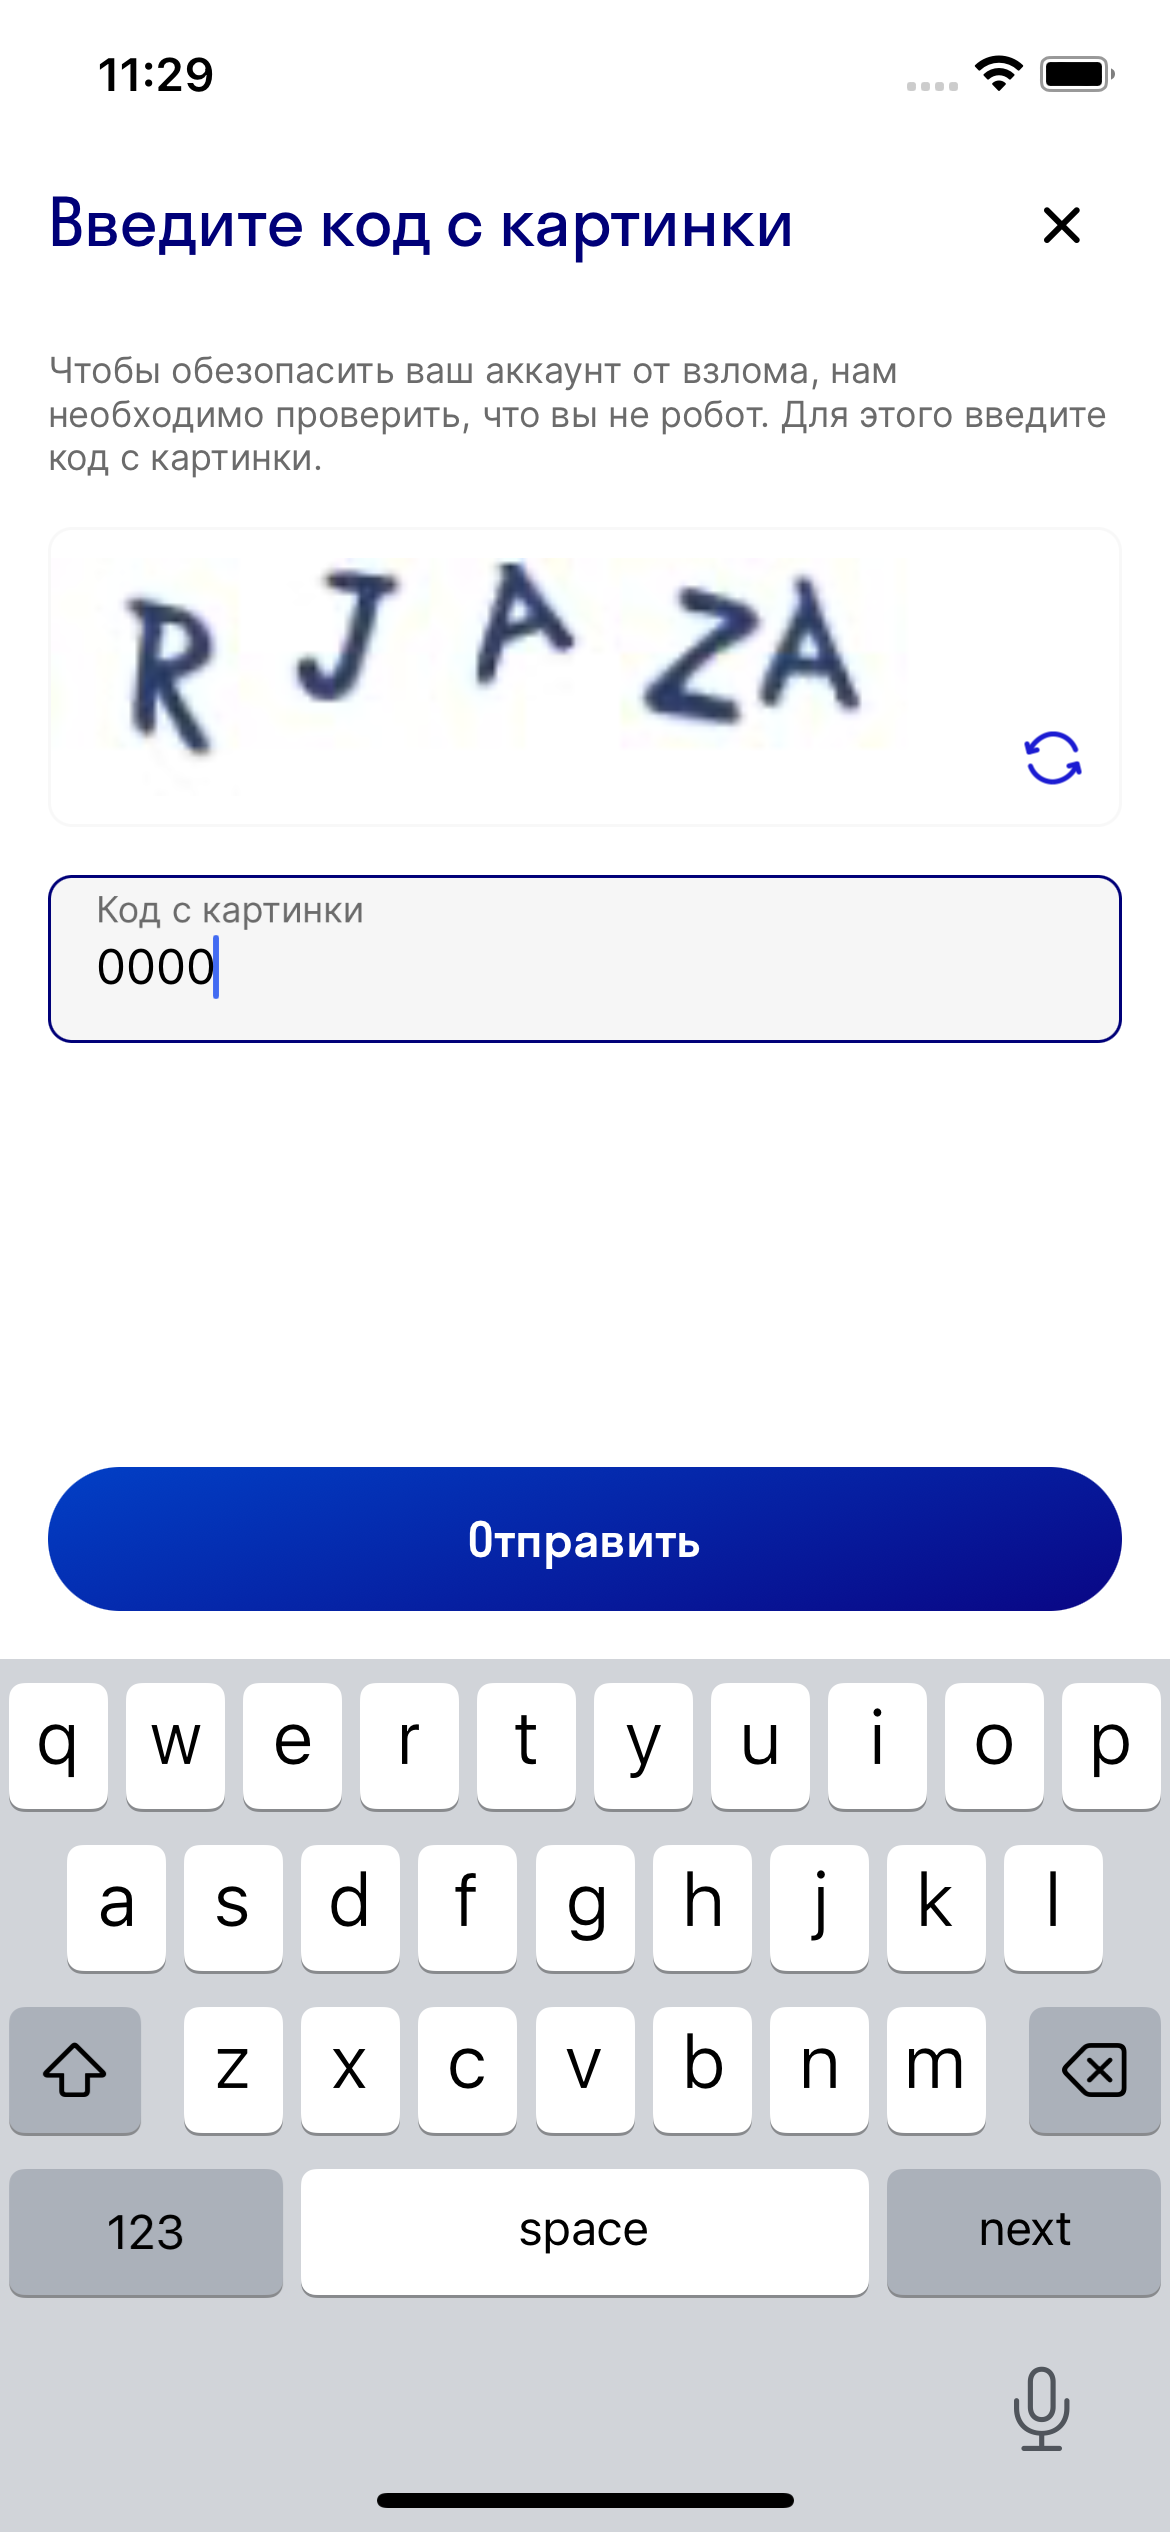 11:29
Введите код с картинки
Чтобы обезопасить ваш аккаунт от взлома, нам
необходимо проверить, что вы не робот. Для этого введите
код с картинки.
R J A ZA
Код с картинки
0000
Отправить
q w e r t y u i o p
a s d f g h j k l
z x c v b n m
123 space next